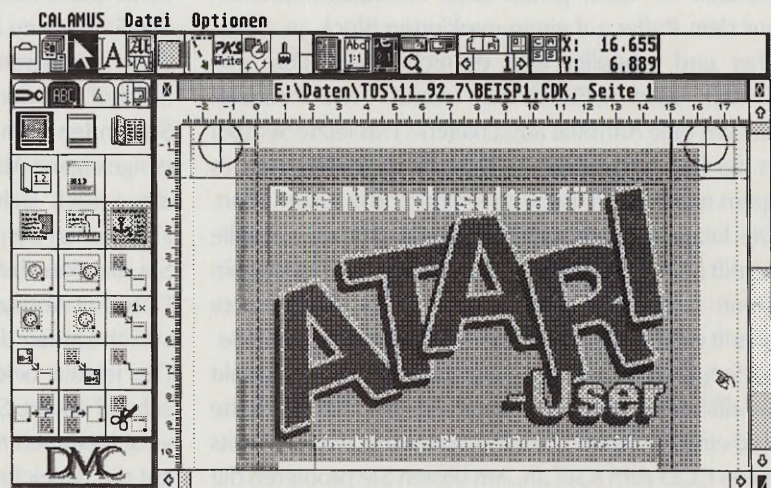 CALAMUS Datei Optionen
PKS Write
Abc 1:1
X: 16.655
1
Y: 6.889
ABC
E:\Daten\TOS\11_92_7\BEISP1.CDK, Seite 1
-2 -1 0 1 2 3 4 5 6 7 8 9 10 11 12 13 14 15 16 17
Das Nonplusultra für
ATARI
-User
1×
DMC